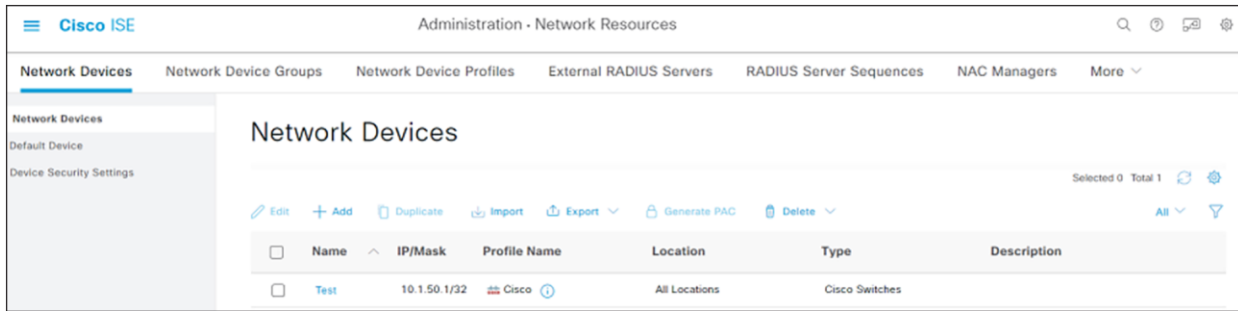 Cisco ISE Administration · Network Resources
Network Devices Network Device Groups Network Device Profiles External RADIUS Servers RADIUS Server Sequences NAC Managers More
Network Devices
Default Device
Device Security Settings
Network Devices
Selected 0 Total 1
Edit Add Duplicate Import Export Generate PAC Delete All
Name IP/Mask Profile Name Location Type Description
Test 10.1.50.1/32 Cisco All Locations Cisco Switches